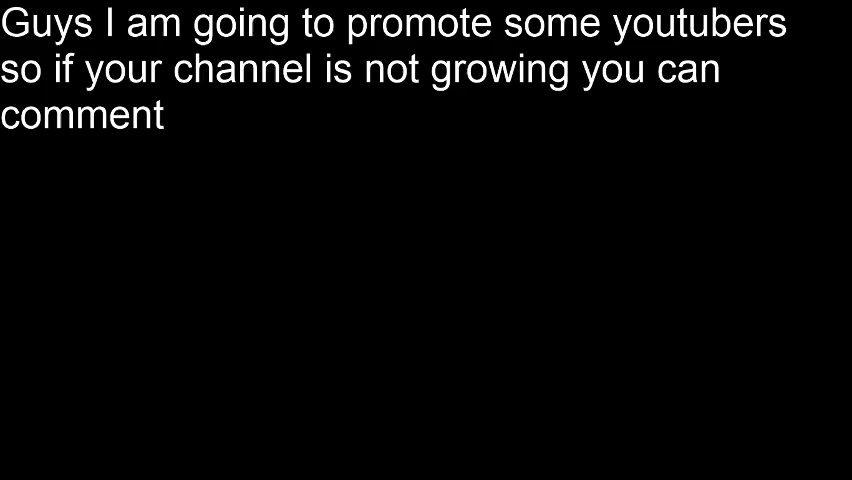 Guys I am going to promote some youtubers
so if your channel is not growing you can
comment